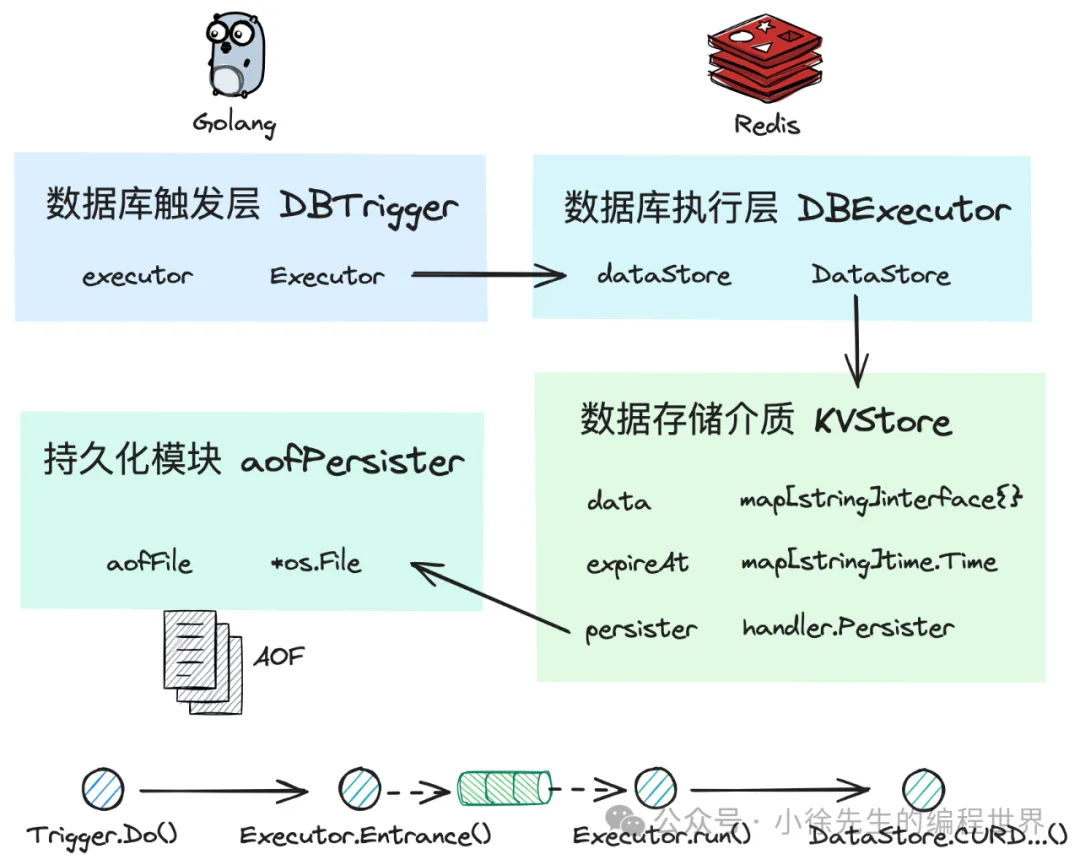 Golang
Redis
数据库触发层 DBTrigger
executor Executor
数据库执行层 DBExecutor
dataStore DataStore
数据存储介质 KVStore
data map[string]interface{}
expireAt map[string]time.Time
persister handler.Persister
持久化模块 aofPersister
aofFile *os.File
AOF
Trigger.Do() Executor.Entrance() Executor.run() DataStore.CURD...()
公众号 · 小徐先生的编程世界